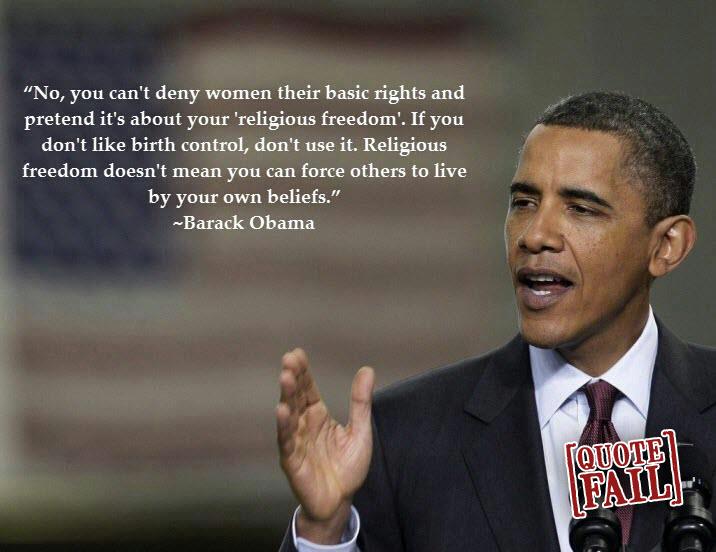 “No, you can't deny women their basic rights and
pretend it's about your 'religious freedom'. If you
don't like birth control, don't use it. Religious
freedom doesn't mean you can force others to live
by your own beliefs.”
~Barack Obama
[QUOTE
FAIL]